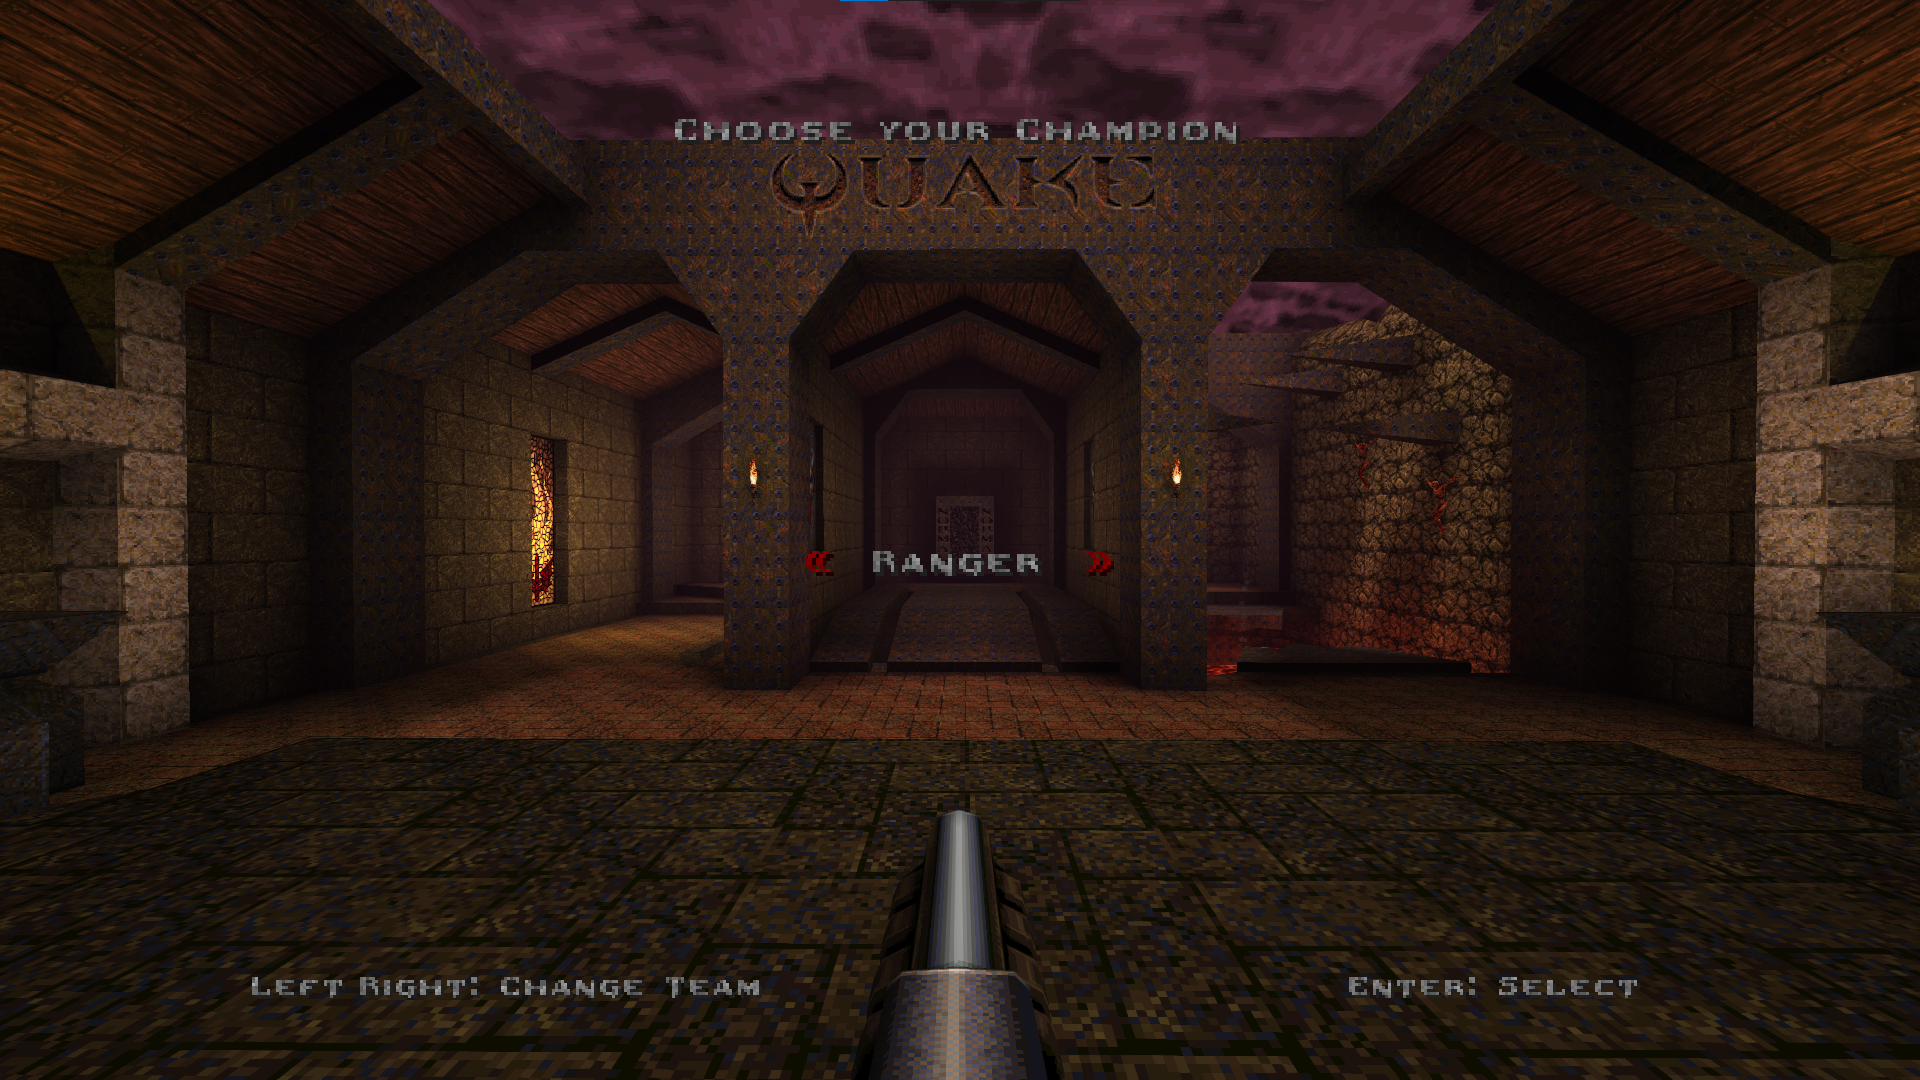 Choose your Champion
QUAKE
« Ranger »
Left Right: Change Team
Enter: Select